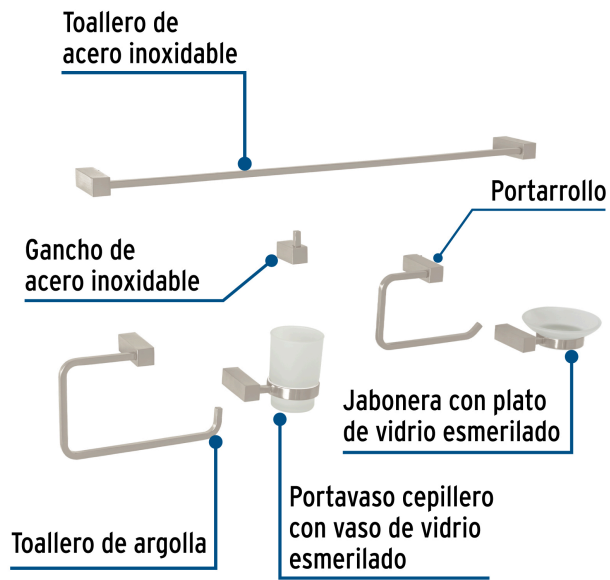 Toallero de
acero inoxidable
Portarrollo
Gancho de
acero inoxidable
Jabonera con plato
de vidrio esmerilado
Portavaso cepillero
con vaso de vidrio
esmerilado
Toallero de argolla